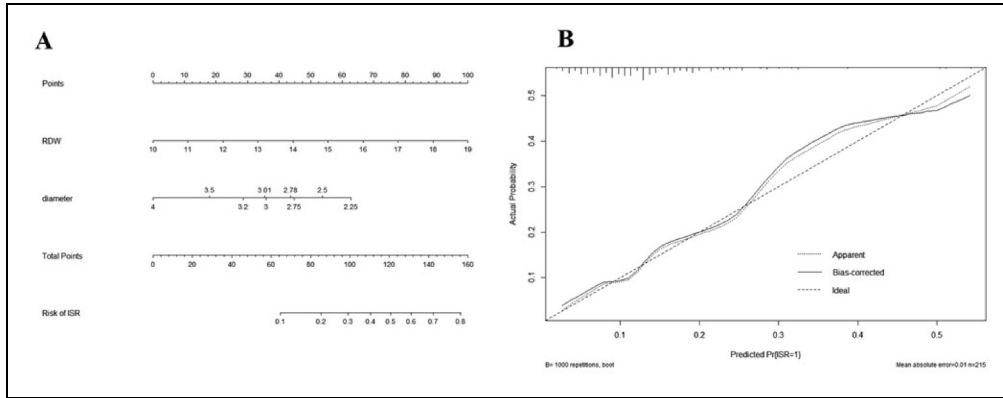 A
Points
0 10 20 30 40 50 60 70 80 90 100
RDW
10 11 12 13 14 15 16 17 18 19
3.5 3.01 2.78 2.5
diameter
4 3.2 3 2.75 2.25
Total Points
0 20 40 60 80 100 120 140 160
Risk of ISR
0.1 0.2 0.3 0.4 0.5 0.6 0.7 0.8
B
Actual Probability
0.5
0.4
0.3
0.2
0.1
Apparent
Bias-corrected
Ideal
0.1 0.2 0.3 0.4 0.5
Predicted Pr{ISR=1}
B= 1000 repetitions, boot
Mean absolute error=0.01 n=215